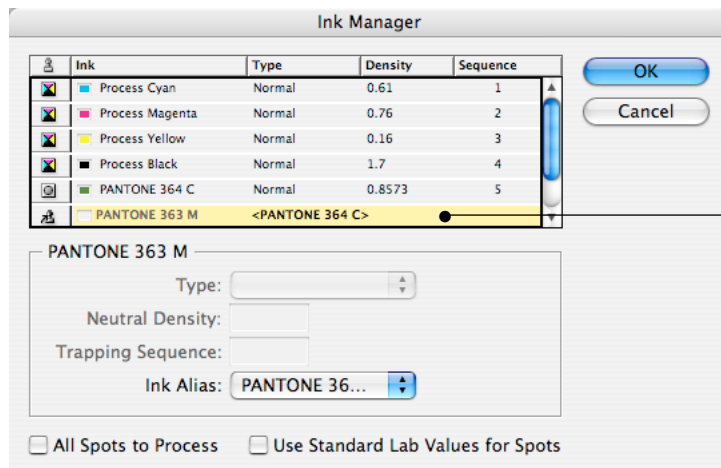 Ink Manager
Ink Type Density Sequence
OK
Process Cyan Normal 0.61 1
Process Magenta Normal 0.76 2
Cancel
Process Yellow Normal 0.16 3
Process Black Normal 1.7 4
PANTONE 364 C Normal 0.8573 5
PANTONE 363 M <PANTONE 364 C>
PANTONE 363 M
Type:
Neutral Density:
Trapping Sequence:
Ink Alias: PANTONE 36...
All Spots to Process Use Standard Lab Values for Spots